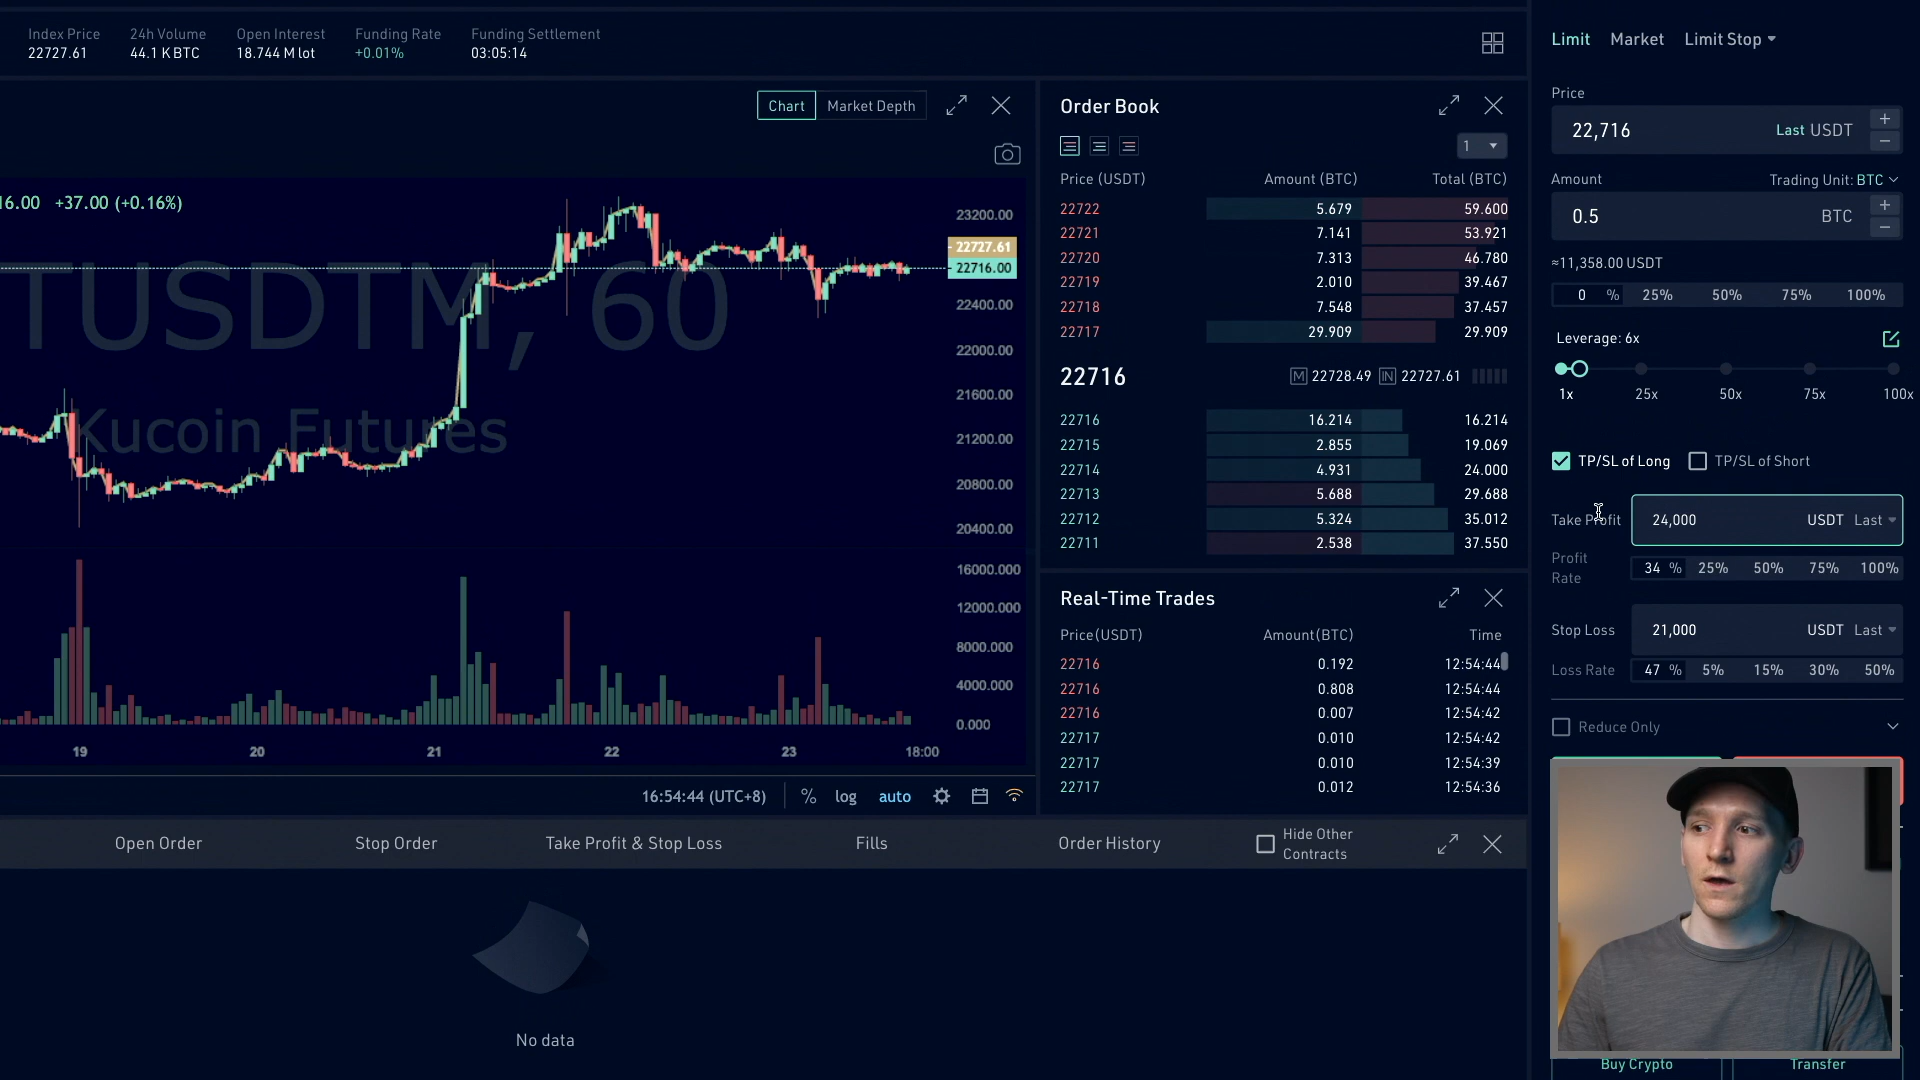 Index Price 24h Volume Open Interest Funding Rate Funding Settlement
22727.61 44.1 K BTC 18.744 M lot +0.01% 03:05:14
Chart Market Depth
16.00 +37.00 (+0.16%)
TUSDTM, 60
Kucoin Futures
23200.00
22727.61
22716.00
22400.00
22000.00
21600.00
21200.00
20800.00
20400.00
16000.000
12000.000
8000.000
4000.000
0.000
19 20 21 22 23 18:00
16:54:44 (UTC+8) % log auto
Order Book
1
Price (USDT) Amount (BTC) Total (BTC)
22722 5.679 59.600
22721 7.141 53.921
22720 7.313 46.780
22719 2.010 39.467
22718 7.548 37.457
22717 29.909 29.909
22716 M 22728.49 IN 22727.61
22716 16.214 16.214
22715 2.855 19.069
22714 4.931 24.000
22713 5.688 29.688
22712 5.324 35.012
22711 2.538 37.550
Real-Time Trades
Price(USDT) Amount(BTC) Time
22716 0.192 12:54:44
22716 0.808 12:54:44
22716 0.007 12:54:42
22717 0.010 12:54:42
22717 0.010 12:54:39
22717 0.012 12:54:36
Open Order Stop Order Take Profit & Stop Loss Fills Order History Hide Other
Contracts
No data
Limit Market Limit Stop
Price
22,716 Last USDT
Amount Trading Unit: BTC
0.5 BTC
≈11,358.00 USDT
0 % 25% 50% 75% 100%
Leverage: 6x
1x 25x 50x 75x 100x
TP/SL of Long TP/SL of Short
Take Profit 24,000 USDT Last
Profit
Rate 34 % 25% 50% 75% 100%
Stop Loss 21,000 USDT Last
Loss Rate 47 % 5% 15% 30% 50%
Reduce Only
Buy Crypto Transfer